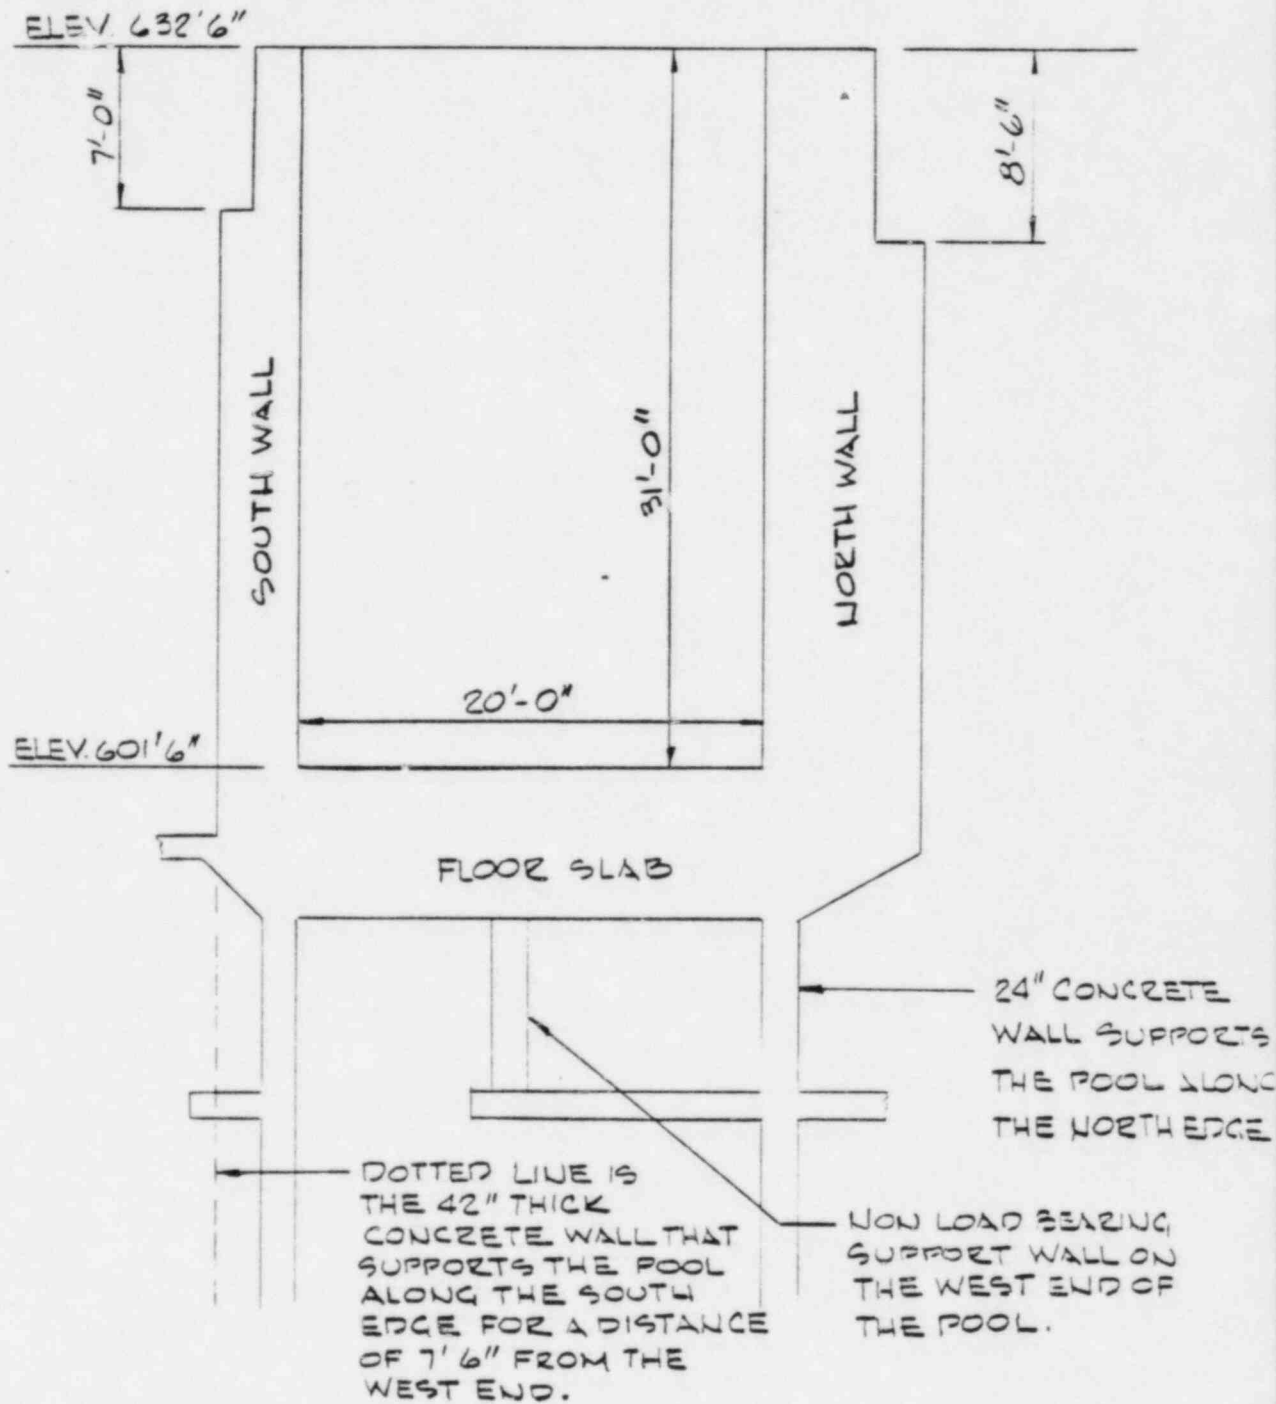 ELEV. 632'6"
7'-0"
8'-6"
SOUTH WALL
31'-0"
NORTH WALL
20'-0"
ELEV. 601'6"
FLOOR SLAB
24" CONCRETE
WALL SUPPORTS
THE POOL ALONG
THE NORTH EDGE
DOTTED LINE IS
THE 42" THICK
CONCRETE WALL THAT
SUPPORTS THE POOL
ALONG THE SOUTH
EDGE FOR A DISTANCE
OF 7'6" FROM THE
WEST END.
NON LOAD BEARING
SUPPORT WALL ON
THE WEST END OF
THE POOL.